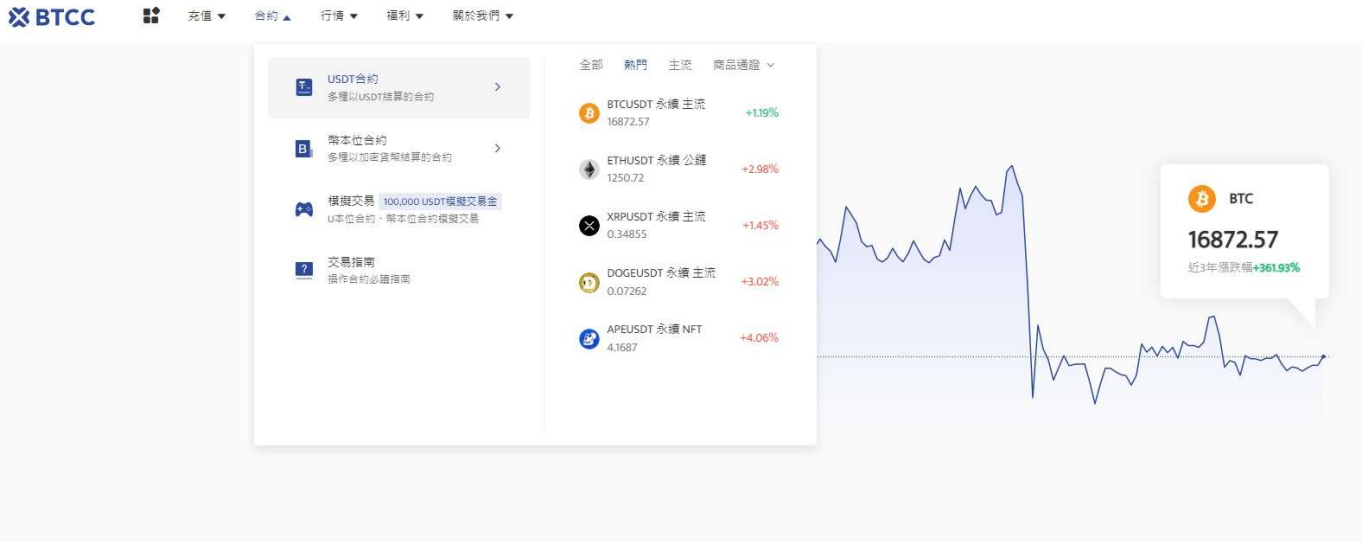 BTCC
充值 ▼
合約 ▲
行情 ▼
福利 ▼
關於我們 ▼
USDT合約
多種以USDT結算的合約
幣本位合約
多種以加密貨幣結算的合約
模擬交易 100,000 USDT模擬交易金
U本位合約、幣本位合約模擬交易
交易指南
操作合約必讀指南
全部 熱門 主流 商品通證
BTCUSDT 永續 主流
16872.57
+1.19%
ETHUSDT 永續 公鏈
1250.72
+2.98%
XRPUSDT 永續 主流
0.34855
+1.45%
DOGEUSDT 永續 主流
0.07262
+3.02%
APEUSDT 永續 NFT
4.1687
+4.06%
BTC
16872.57
近3年漲跌幅+361.93%